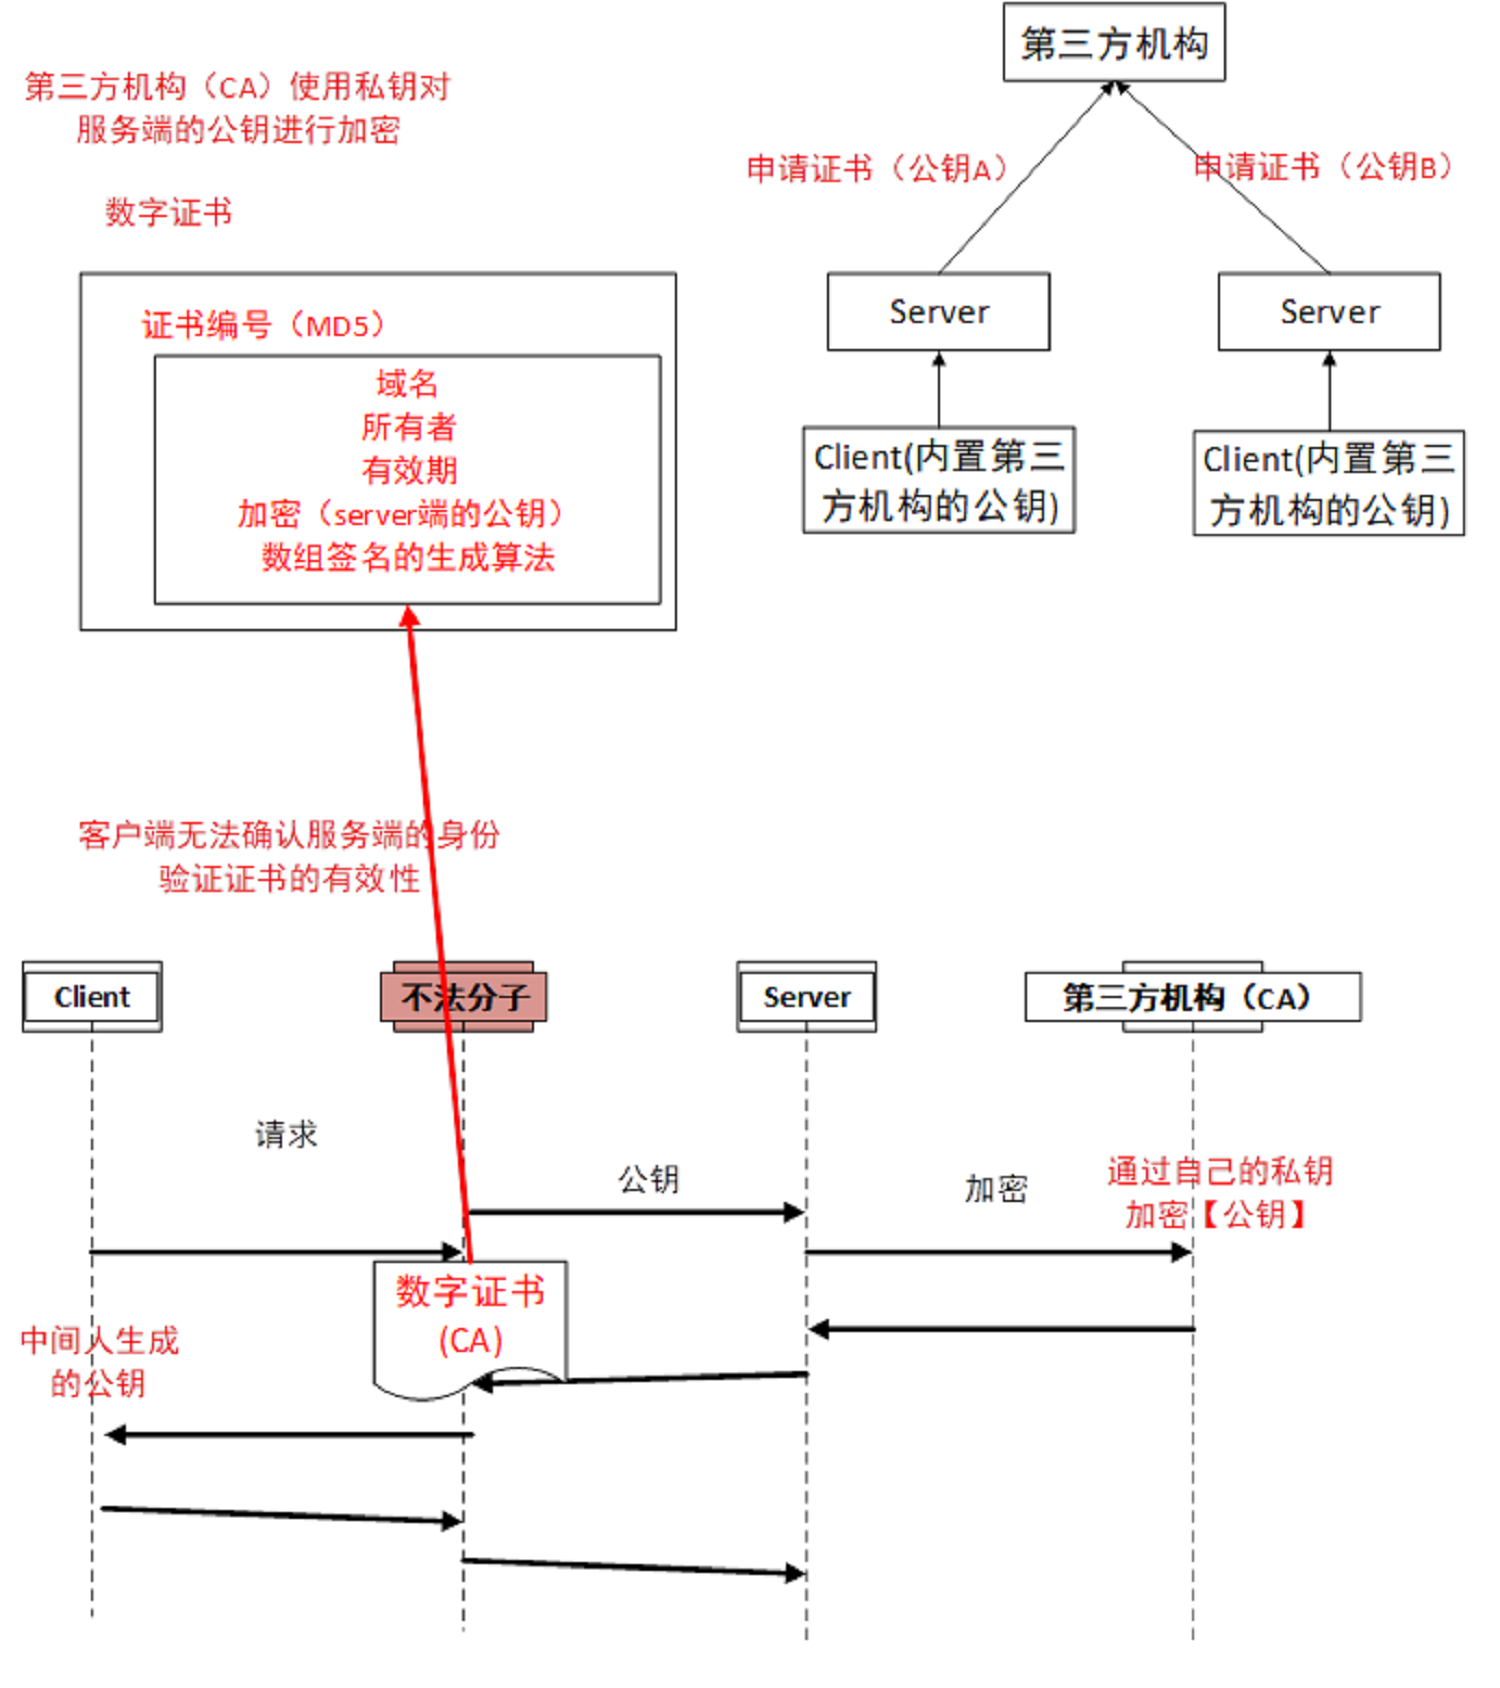 第三方机构
第三方机构（CA）使用私钥对
服务端的公钥进行加密
申请证书（公钥A）
申请证书（公钥B）
数字证书
证书编号（MD5）
域名
所有者
有效期
加密（server端的公钥）
数组签名的生成算法
Server
Server
Client(内置第三
方机构的公钥)
Client(内置第三
方机构的公钥)
客户端无法确认服务端的身份
验证证书的有效性
Client
不法分子
Server
第三方机构（CA）
请求
公钥
加密
通过自己的私钥
加密【公钥】
数字证书
(CA)
中间人生成
的公钥